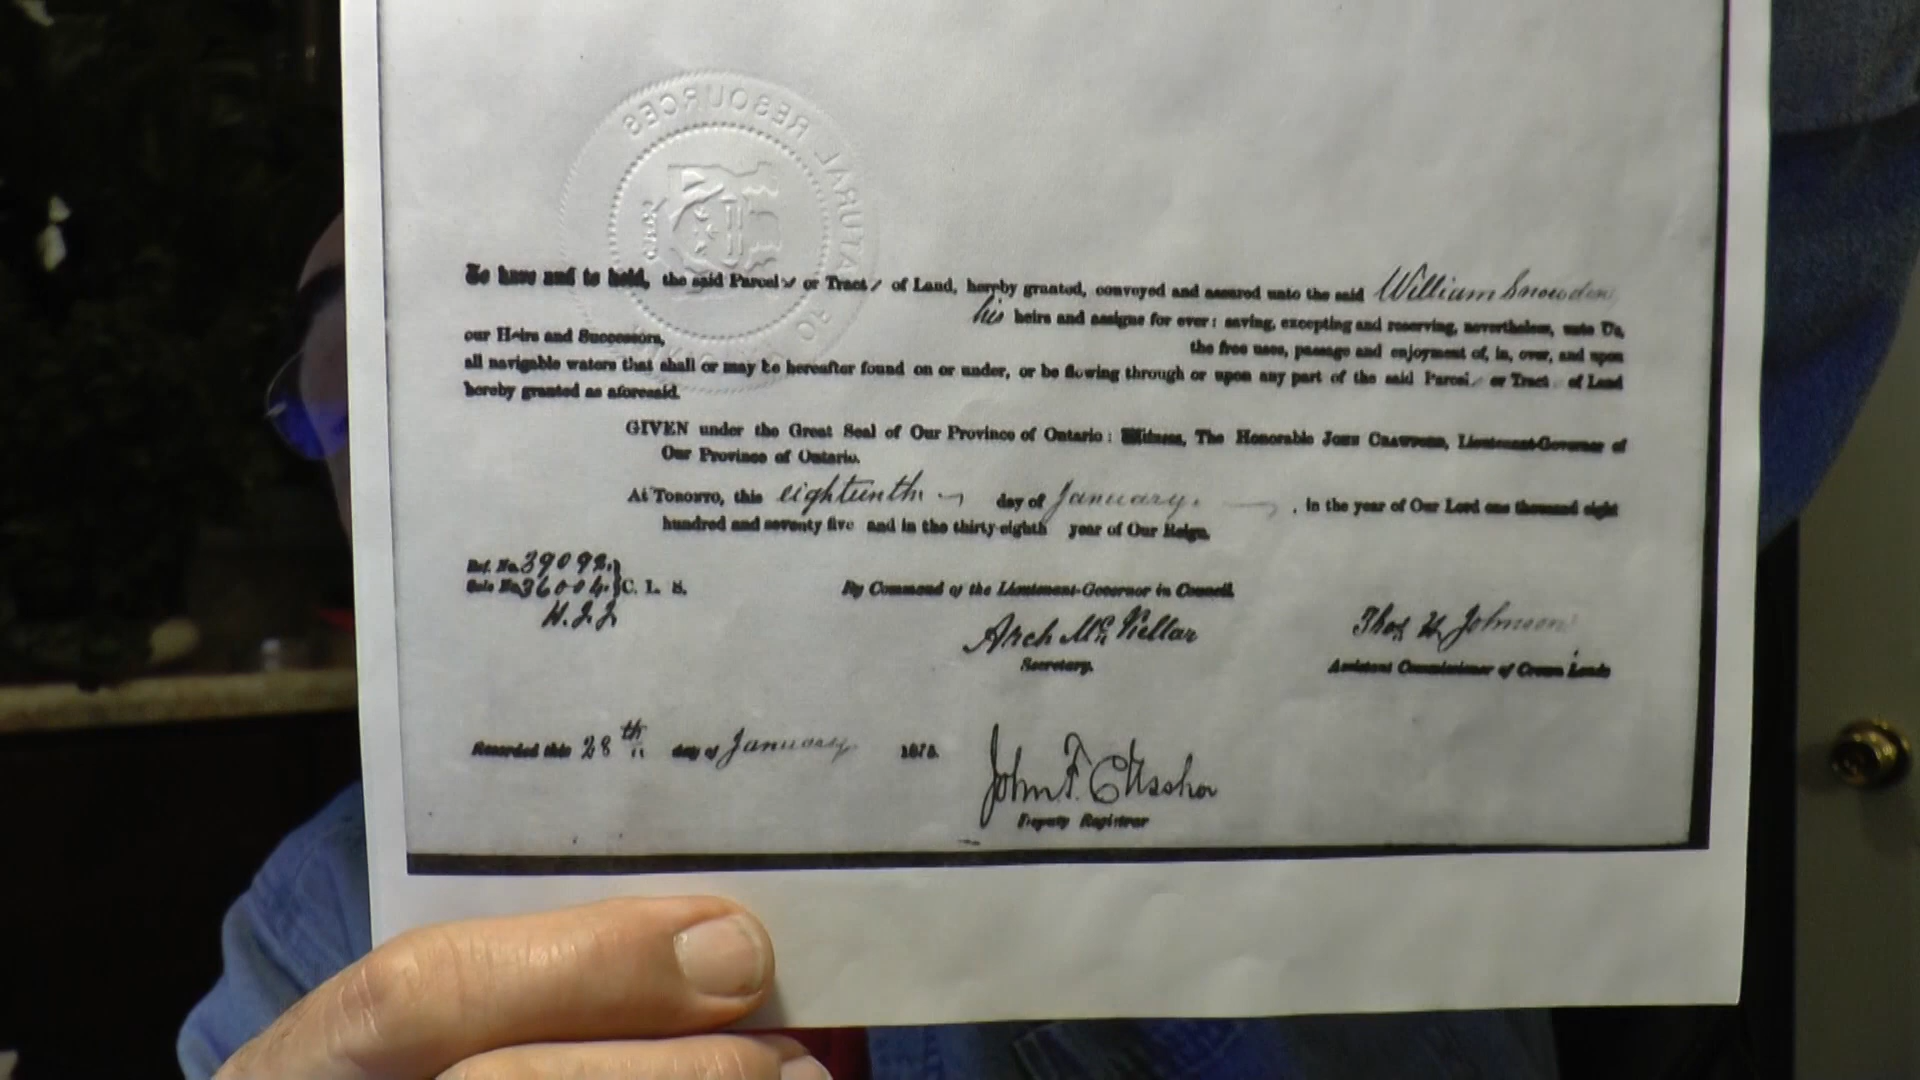 NATURAL RESOURCES
To have and to hold, the said Parcel or Tract of Land, hereby granted, conveyed and assured unto the said William Snowden
his heirs and assigns for ever: saving, excepting and reserving, nevertheless, unto Us,
our Heirs and Successors, the free uses, passage and enjoyment of, in, over, and upon
all navigable waters that shall or may be hereafter found on or under, or be flowing through or upon any part of the said Parcel or Tract of Land
hereby granted as aforesaid.
GIVEN under the Great Seal of Our Province of Ontario: Witness, The Honorable JOHN CRAWFORD, Lieutenant-Governor of
Our Province of Ontario.
At TORONTO, this eighteenth day of January, in the year of Our Lord one thousand eight
hundred and seventy five and in the thirty-eighth year of Our Reign.
Ref. No. 39092.
Sale No. 36004. } C. L. S.
By Command of the Lieutenant-Governor in Council.
Arch McKellar
Secretary.
Thos H Johnson
Assistant Commissioner of Crown Lands
Recorded this 28th day of January 1875.
John F. C Ussher
Deputy Registrar